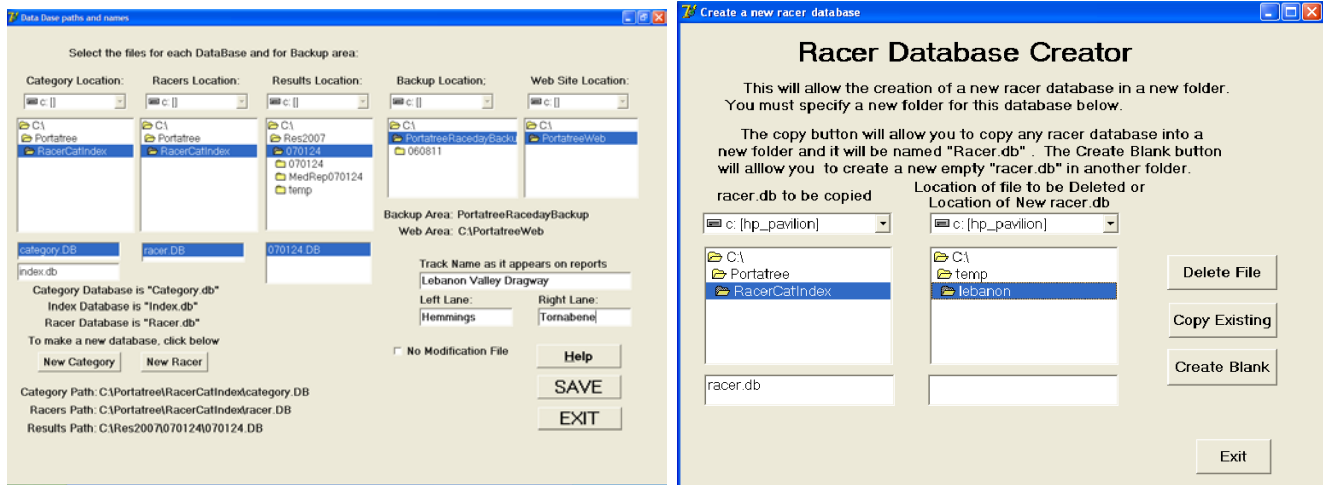 Data Base paths and names
Select the files for each DataBase and for Backup area:
Category Location: Racers Location: Results Location: Backup Location: Web Site Location:
c: [] c: [] c: [] c: [] c: []
C:\ C:\ C:\ C:\ C:\
Portatree Portatree Res2007 PortatreeRacedayBacku PortatreeWeb
RacerCatIndex RacerCatIndex 070124 060811
070124
MedRep070124
temp
Backup Area: PortatreeRacedayBackup
Web Area: C:\PortatreeWeb
category.DB racer.DB 070124.DB
index.db
Track Name as it appears on reports
Lebanon Valley Dragway
Category Database is "Category.db"
Index Database is "Index.db"
Racer Database is "Racer.db"
Left Lane: Right Lane:
Hemmings Tornabene
To make a new database, click below
New Category New Racer
No Modification File
Help
SAVE
EXIT
Category Path: C:\Portatree\RacerCatIndex\category.DB
Racers Path: C:\Portatree\RacerCatIndex\racer.DB
Results Path: C:\Res2007\070124\070124.DB
Create a new racer database
Racer Database Creator
This will allow the creation of a new racer database in a new folder.
You must specify a new folder for this database below.
The copy button will allow you to copy any racer database into a
new folder and it will be named "Racer.db" . The Create Blank button
will alllow you to create a new empty "racer.db" in another folder.
racer.db to be copied
Location of file to be Deleted or
Location of New racer.db
c: [hp_pavilion] c: [hp_pavilion]
C:\ C:\
Portatree temp
RacerCatIndex lebanon
Delete File
Copy Existing
Create Blank
racer.db
Exit